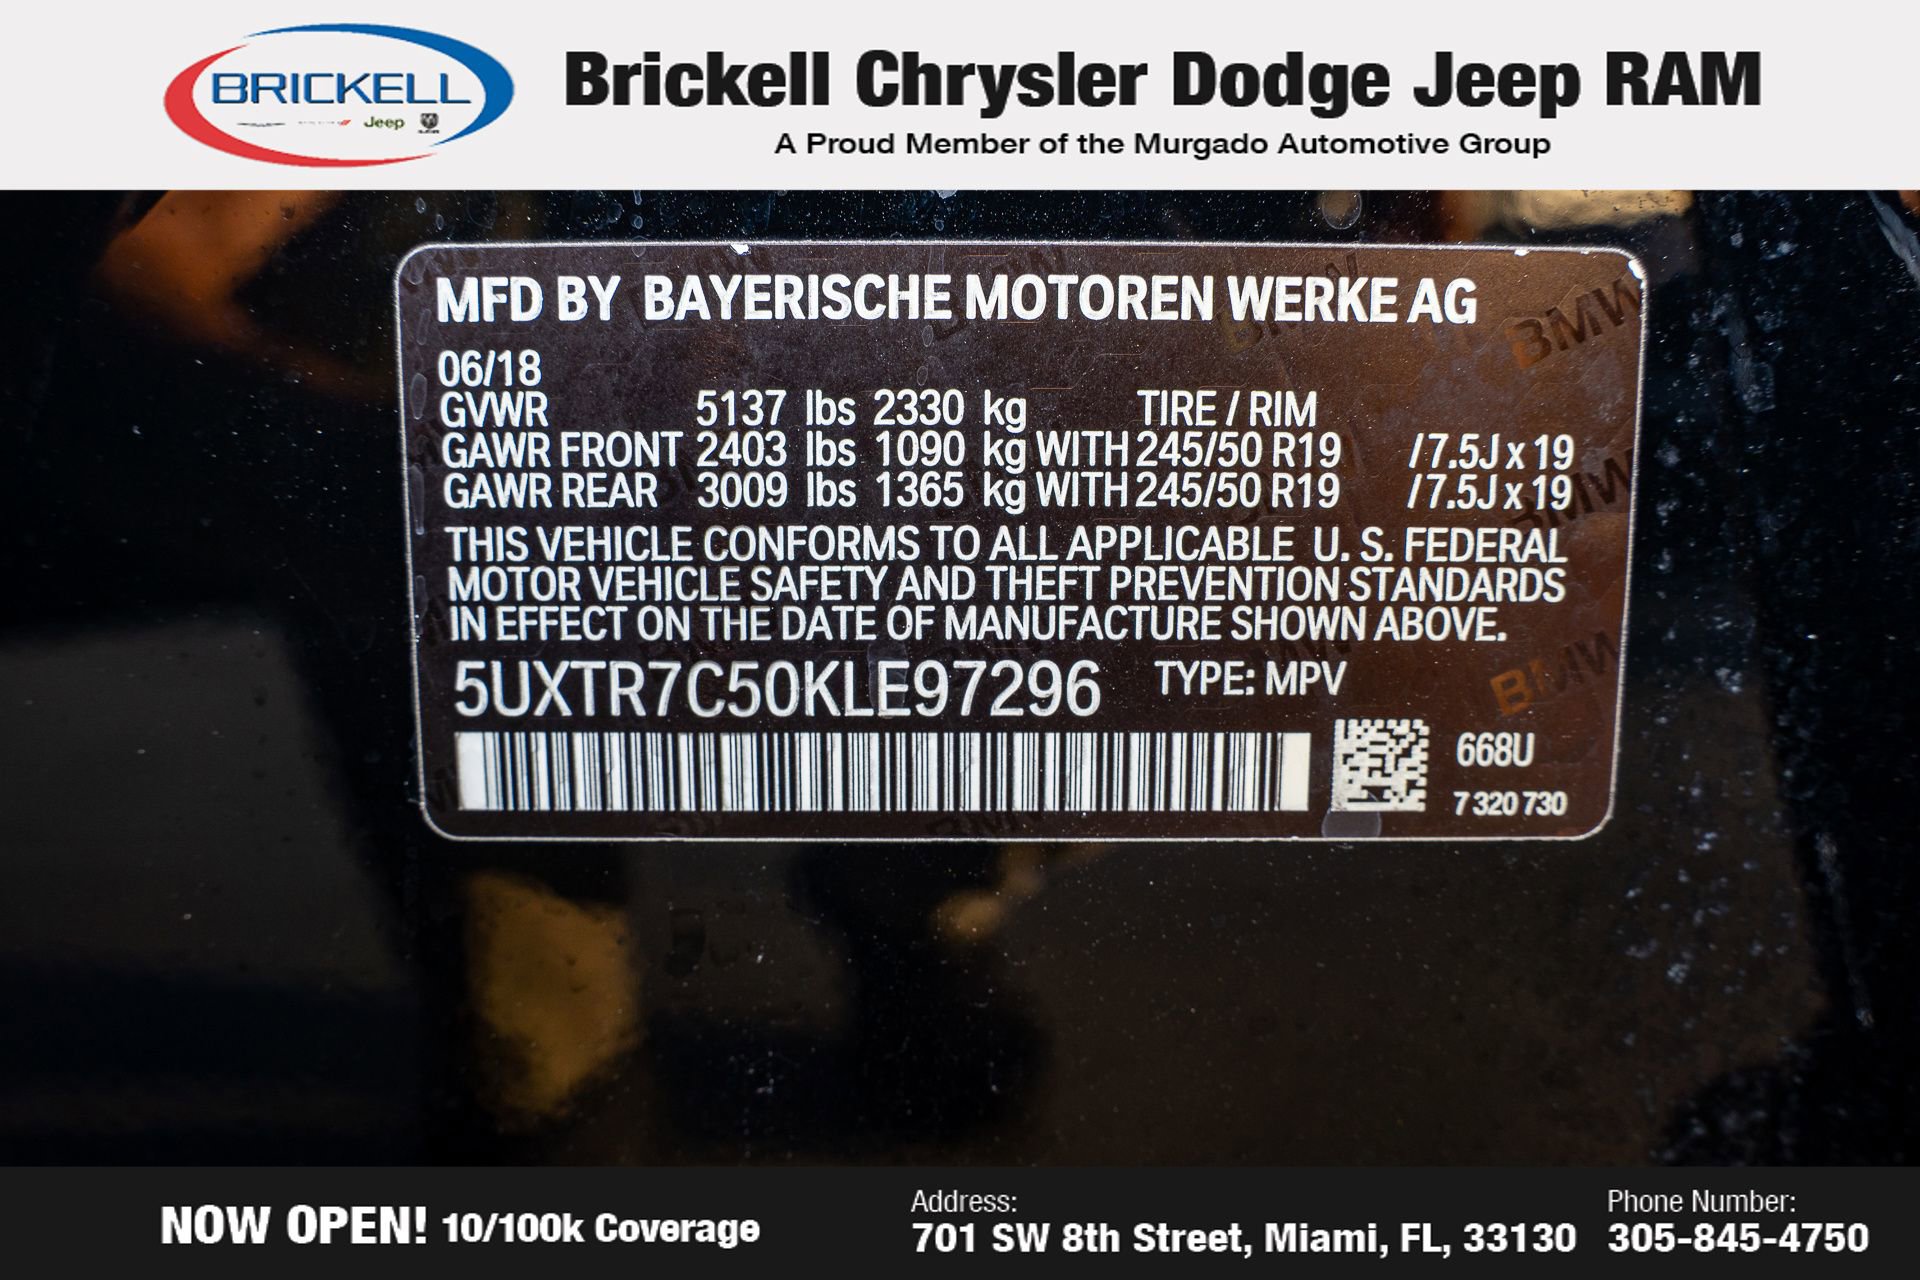 BRICKELL
Jeep
Brickell Chrysler Dodge Jeep RAM
A Proud Member of the Murgado Automotive Group
MFD BY BAYERISCHE MOTOREN WERKE AG
06/18
GVWR 5137 lbs 2330 kg TIRE / RIM
GAWR FRONT 2403 lbs 1090 kg WITH 245/50 R19 / 7.5J x 19
GAWR REAR 3009 lbs 1365 kg WITH 245/50 R19 / 7.5J x 19
THIS VEHICLE CONFORMS TO ALL APPLICABLE U. S. FEDERAL
MOTOR VEHICLE SAFETY AND THEFT PREVENTION STANDARDS
IN EFFECT ON THE DATE OF MANUFACTURE SHOWN ABOVE.
5UXTR7C50KLE97296 TYPE: MPV
668U
7 320 730
BMW
BMW
BMW
NOW OPEN! 10/100k Coverage
Address:
701 SW 8th Street, Miami, FL, 33130
Phone Number:
305-845-4750